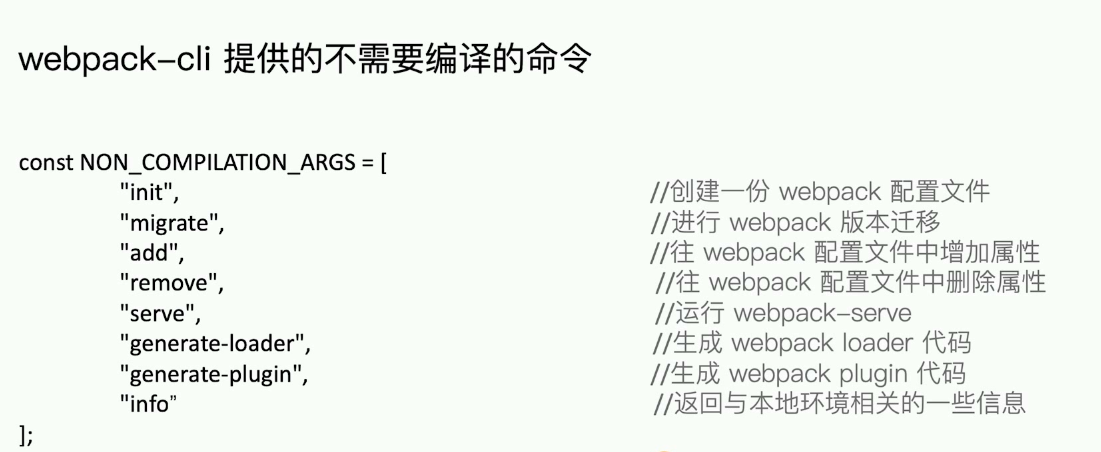 webpack-cli 提供的不需要编译的命令
const NON_COMPILATION_ARGS = [
"init", //创建一份 webpack 配置文件
"migrate", //进行 webpack 版本迁移
"add", //往 webpack 配置文件中增加属性
"remove", //往 webpack 配置文件中删除属性
"serve", //运行 webpack-serve
"generate-loader", //生成 webpack loader 代码
"generate-plugin", //生成 webpack plugin 代码
"info” //返回与本地环境相关的一些信息
];